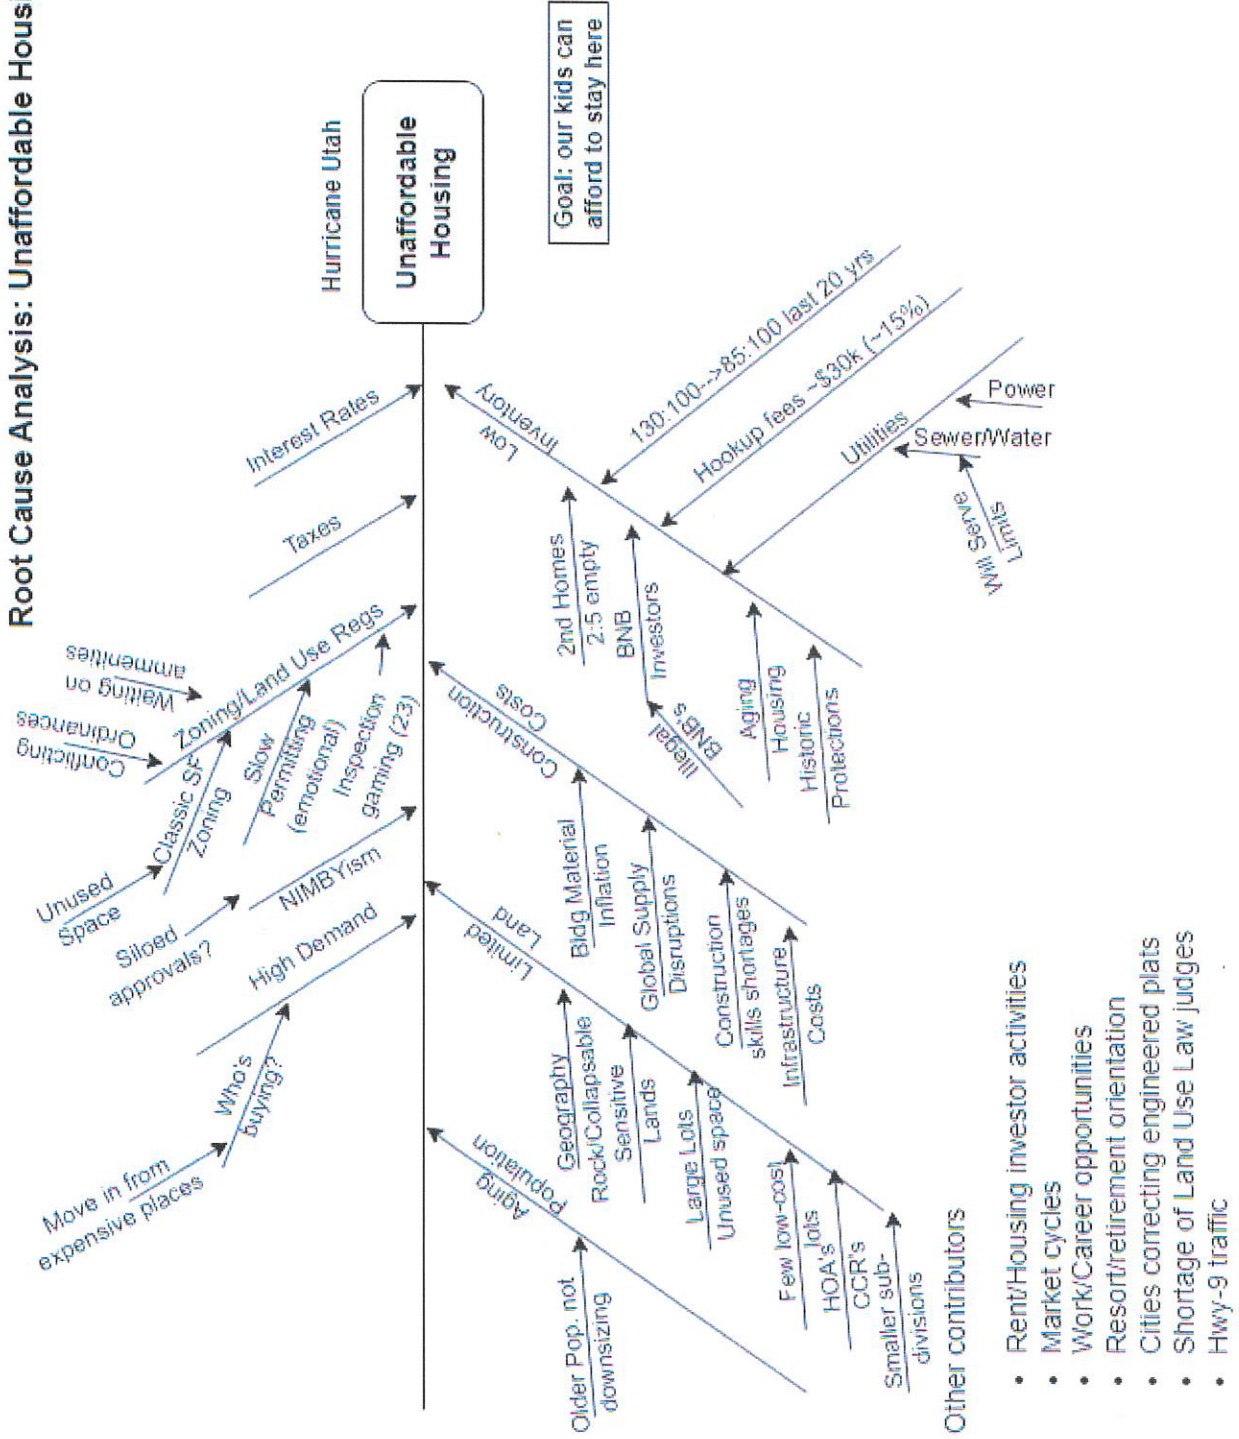 Root Cause Analysis: Unaffordable
Hurricane Utah
Unaffordable
Housing
Goal: our kids can
afford to stay here
Interest Rates
Taxes
Zoning/Land Use Regs
Waiting on
ammenities
Conflicting
Ordinances
Classic SF
Zoning
Unused
Space
Slow
Permitting
(emotional)
Inspection
gaming (23)
NIMBYism
Siloed
approvals?
High Demand
Who's
buying?
Move in from
expensive places
Low
Inventory
130:100-->85:100 last 20 yrs
Hookup fees ~$30k (~15%)
Utilities
Power
Sewer/Water
Will Serve
Limits
2nd Homes
2:5 empty
BNB
Investors
Illegal
BNB's
Aging
Housing
Historic
Protectinons
Construction
Costs
Bldg Material
Inflation
Global Supply
Disruptions
Construction
skills shortages
Infrastructure
Costs
Limited
Land
Geography
Rock/Collapsable
Sensitive
Lands
Large Lots
Unused space
Few low-cost
lots
HOA's
CCR's
Smaller sub-
divisions
Aging
population
Older Pop. not
downsizing
Other contributors
• Rent/Housing investor activities
• Market cycles
• Work/Career opportunities
• Resort/retirement orientation
• Cities correcting engineered plats
• Shortage of Land Use Law judges
• Hwy-9 traffic